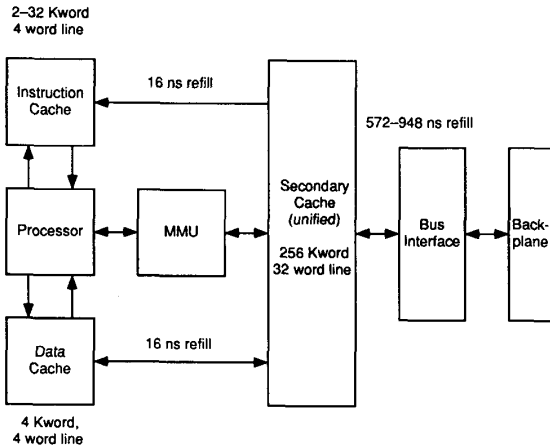 2–32 Kword
4 word line
Instruction
Cache
16 ns refill
572–948 ns refill
Processor
MMU
Secondary
Cache
(unified)
256 Kword
32 word line
Bus
Interface
Back-
plane
Data
Cache
16 ns refill
4 Kword,
4 word line